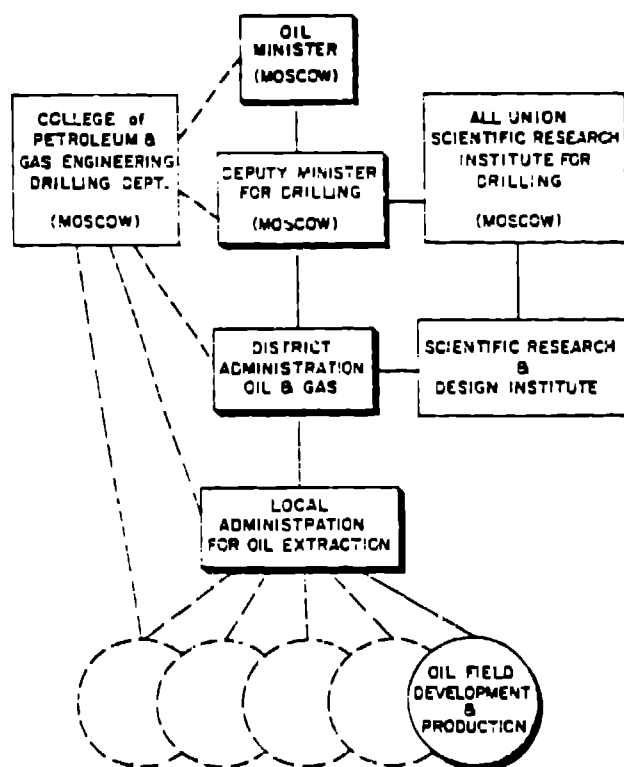 OIL
MINISTER
(MOSCOW)
COLLEGE of
PETROLEUM &
GAS ENGINEERING
DRILLING DEPT.
(MOSCOW)
DEPUTY MINISTER
FOR DRILLING
(MOSCOW)
ALL UNION
SCIENTIFIC RESEARCH
INSTITUTE FOR
DRILLING
(MOSCOW)
DISTRICT
ADMINISTRATION
OIL & GAS
SCIENTIFIC RESEARCH
&
DESIGN INSTITUTE
LOCAL
ADMINISTRATION
FOR OIL EXTRACTION
OIL FIELD
DEVELOPMENT
&
PRODUCTION